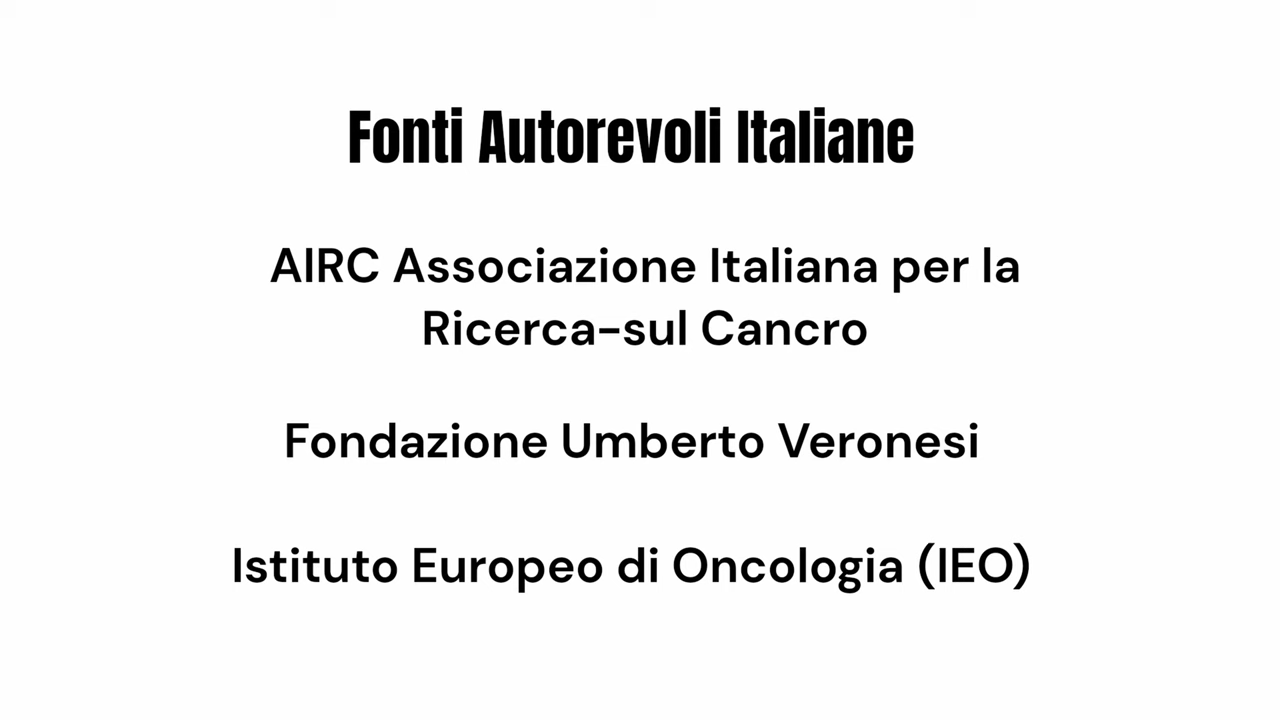 Fonti Autorevoli Italiane
AIRC Associazione Italiana per la
Ricerca-sul Cancro
Fondazione Umberto Veronesi
Istituto Europeo di Oncologia (IEO)